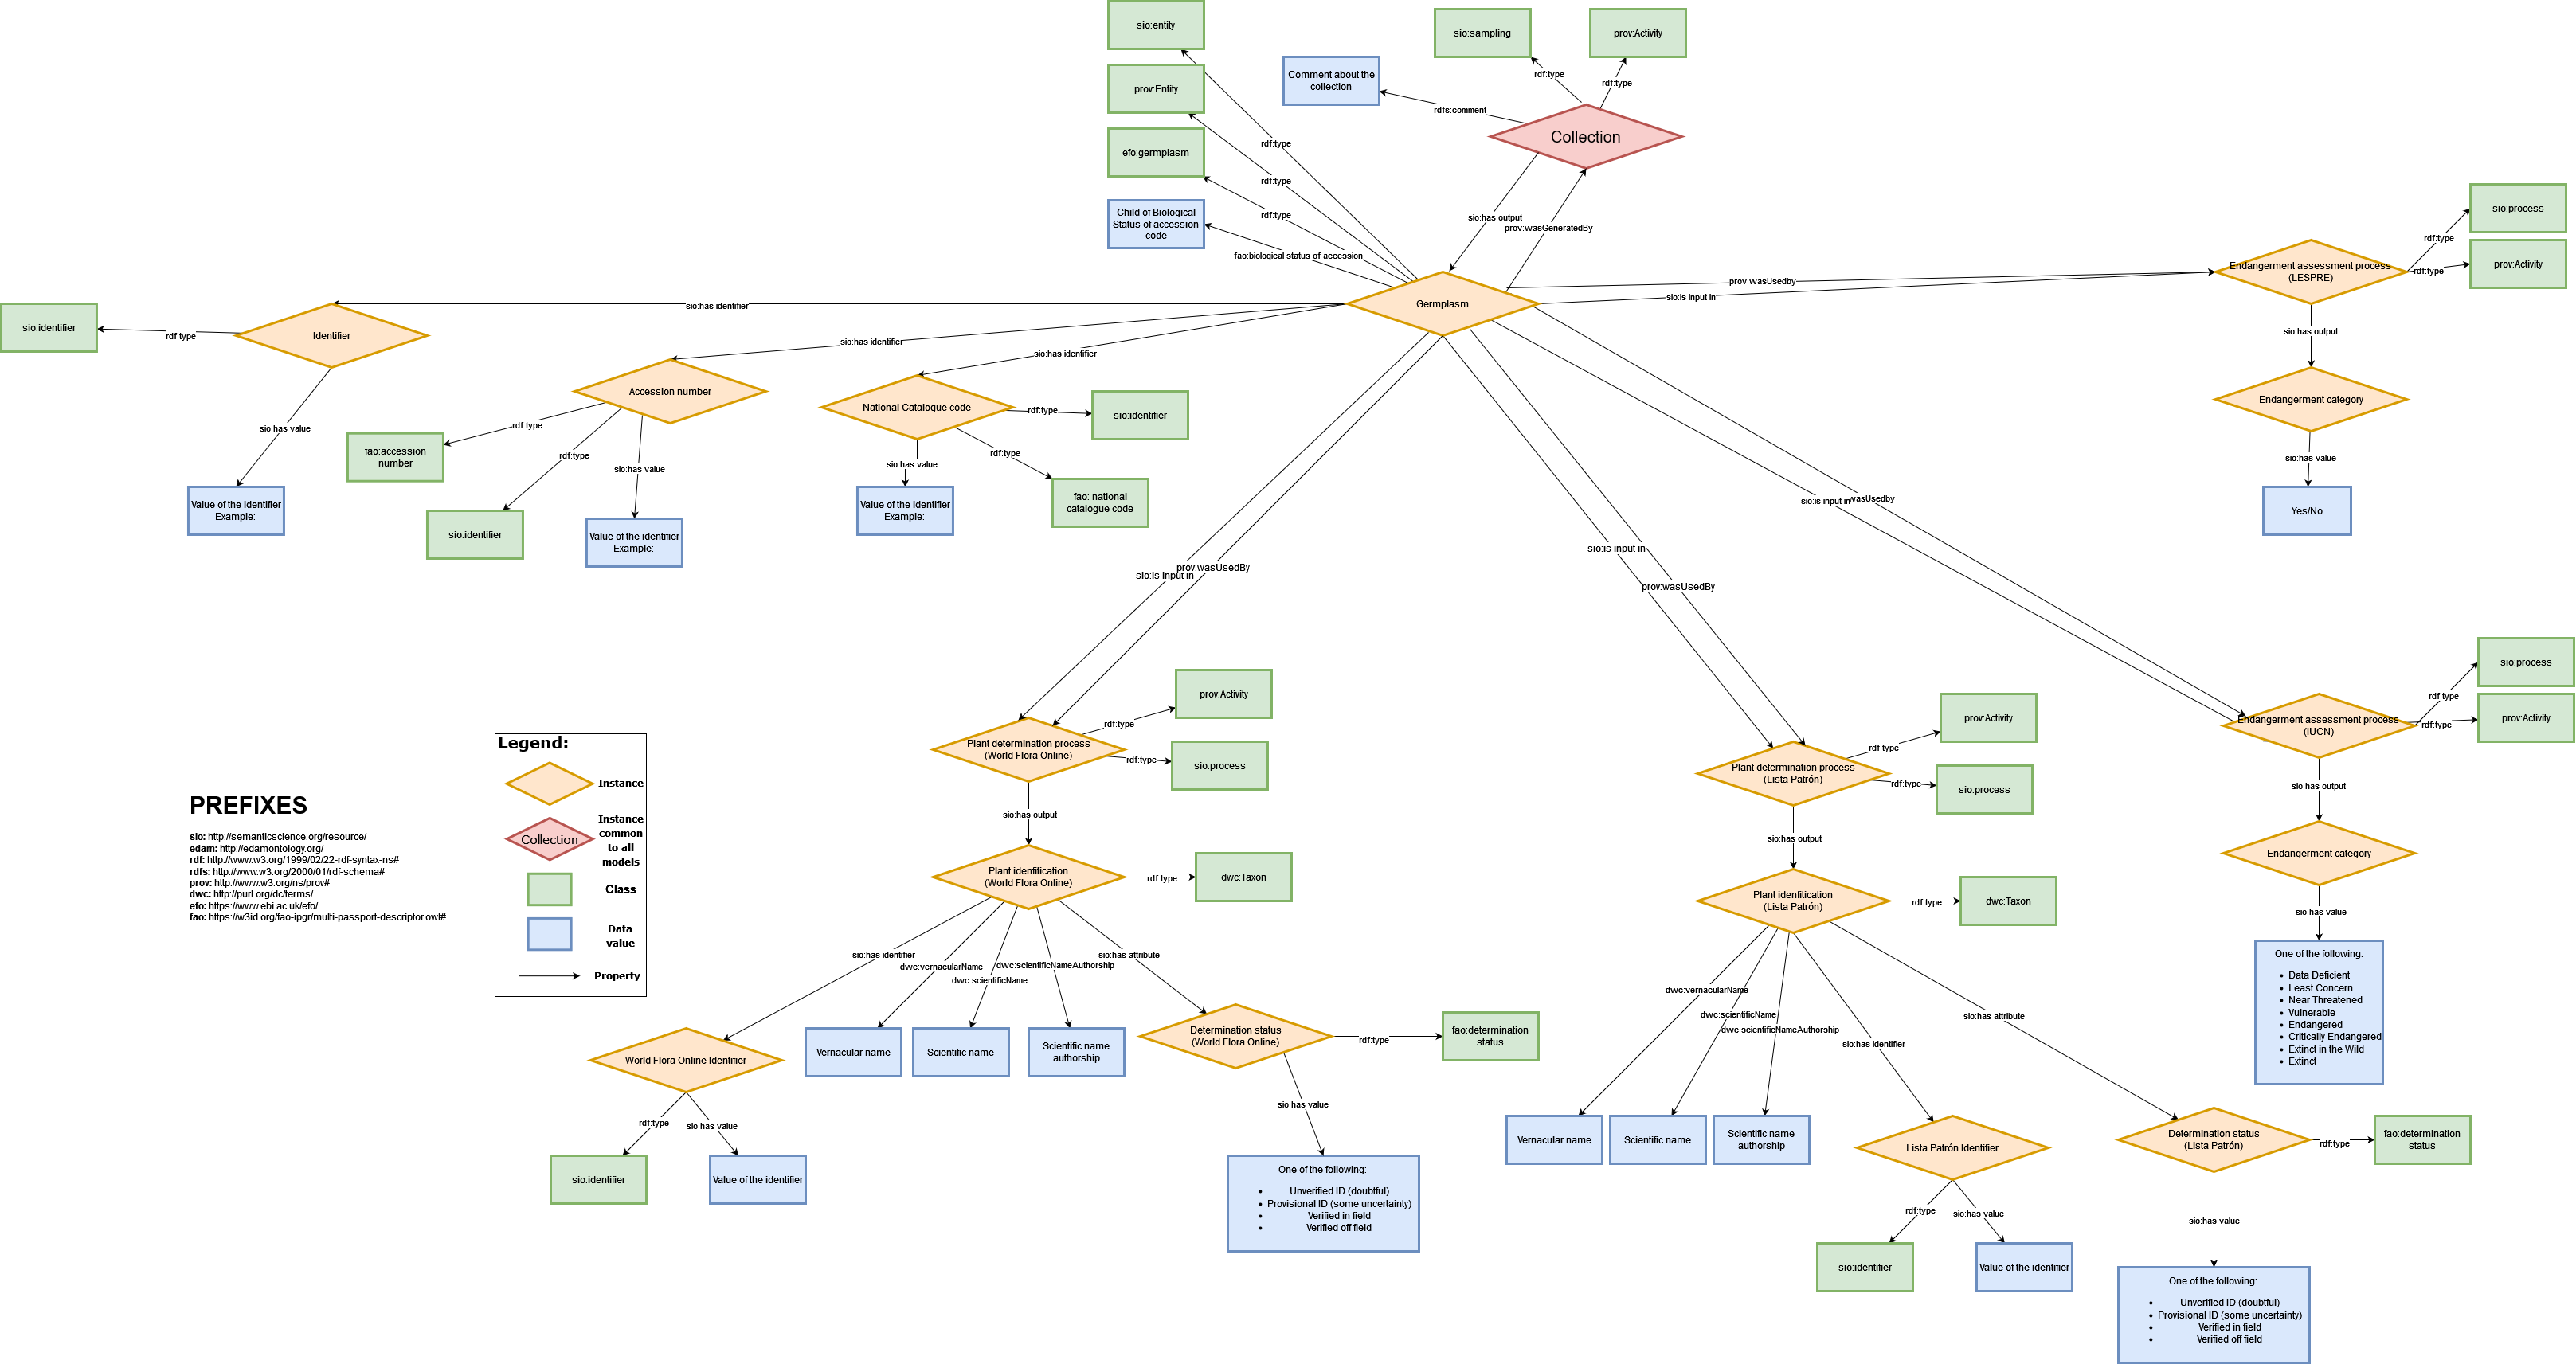 sio:entity
prov:Entity
efo:germplasm
Child of Biological
Status of accession
code
Comment about the
collection
sio:sampling
prov:Activity
rdf:type
rdf:type
rdfs:comment
Collection
rdf:type
rdf:type
rdf:type
fao:biological status of accession
sio:has output
prov:wasGeneratedBy
Germplasm
prov:wasUsedby
sio:is input in
Endangerment assessment process
(LESPRE)
rdf:type
rdf:type
sio:process
prov:Activity
sio:has output
Endangerment category
sio:has value
Yes/No
sio:has identifier
sio:identifier
rdf:type
Identifier
sio:has value
Value of the identifier
Example:
sio:has identifier
Accession number
rdf:type
fao:accession
number
rdf:type
sio:identifier
sio:has value
Value of the identifier
Example:
sio:has identifier
National Catalogue code
rdf:type
sio:identifier
rdf:type
fao: national
catalogue code
sio:has value
Value of the identifier
Example:
sio:is input in
prov:wasUsedBy
sio:is input in
prov:wasUsedBy
sio:is input in
wasUsedby
Plant determination process
(World Flora Online)
rdf:type
prov:Activity
rdf:type
sio:process
sio:has output
Plant idenfitication
(World Flora Online)
rdf:type
dwc:Taxon
sio:has identifier
dwc:vernacularName
dwc:scientificName
dwc:scientificNameAuthorship
sio:has attribute
World Flora Online Identifier
rdf:type
sio:identifier
sio:has value
Value of the identifier
Vernacular name
Scientific name
Scientific name
authorship
Determination status
(World Flora Online)
rdf:type
fao:determination
status
sio:has value
One of the following:
• Unverified ID (doubtful)
• Provisional ID (some uncertainty)
• Verified in field
• Verified off field
Plant determination process
(Lista Patrón)
rdf:type
prov:Activity
rdf:type
sio:process
sio:has output
Plant idenfitication
(Lista Patrón)
rdf:type
dwc:Taxon
dwc:vernacularName
dwc:scientificName
dwc:scientificNameAuthorship
sio:has identifier
sio:has attribute
Vernacular name
Scientific name
Scientific name
authorship
Lista Patrón Identifier
rdf:type
sio:identifier
sio:has value
Value of the identifier
Determination status
(Lista Patrón)
rdf:type
fao:determination
status
sio:has value
One of the following:
• Unverified ID (doubtful)
• Provisional ID (some uncertainty)
• Verified in field
• Verified off field
Endangerment assessment process
(IUCN)
rdf:type
sio:process
rdf:type
prov:Activity
sio:has output
Endangerment category
sio:has value
One of the following:
• Data Deficient
• Least Concern
• Near Threatened
• Vulnerable
• Endangered
• Critically Endangered
• Extinct in the Wild
• Extinct
PREFIXES
sio: http://semanticscience.org/resource/
edam: http://edamontology.org/
rdf: http://www.w3.org/1999/02/22-rdf-syntax-ns#
rdfs: http://www.w3.org/2000/01/rdf-schema#
prov: http://www.w3.org/ns/prov#
dwc: http://purl.org/dc/terms/
efo: https://www.ebi.ac.uk/efo/
fao: https://w3id.org/fao-ipgr/multi-passport-descriptor.owl#
Legend:
Instance
Collection
Instance
common
to all
models
Class
Data
value
Property